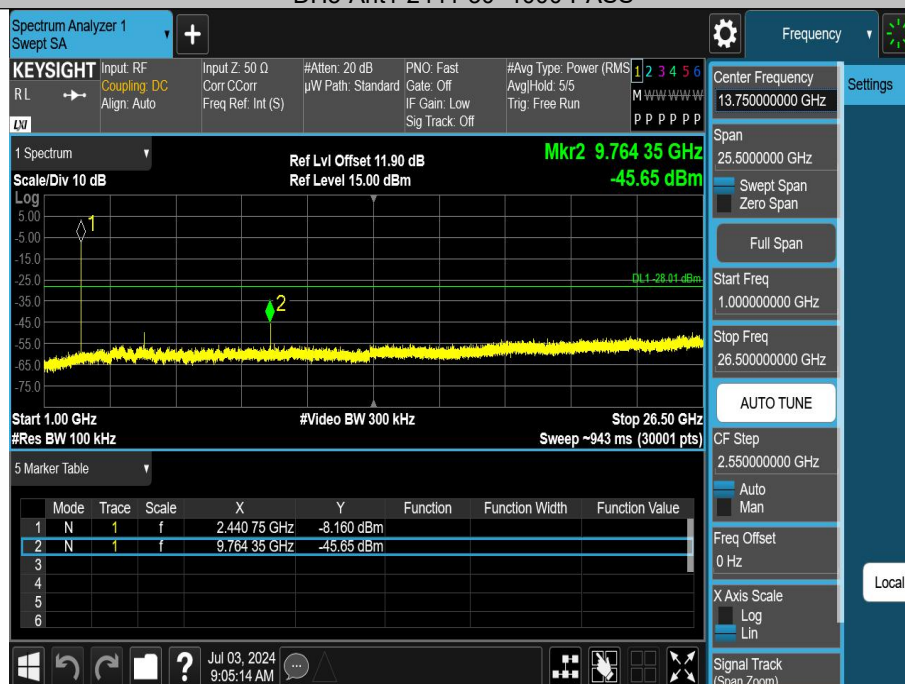 Spectrum Analyzer 1
Swept SA
+
Frequency
KEYSIGHT
RL
LXI
Input: RF
Coupling: DC
Align: Auto
Input Z: 50 Ω
Corr CCorr
Freq Ref: Int (S)
#Atten: 20 dB
µW Path: Standard
PNO: Fast
Gate: Off
IF Gain: Low
Sig Track: Off
#Avg Type: Power (RMS
Avg|Hold: 5/5
Trig: Free Run
1 2 3 4 5 6
M W W W W W
P P P P P P
1 Spectrum
Scale/Div 10 dB
Ref Lvl Offset 11.90 dB
Ref Level 15.00 dBm
Mkr2 9.764 35 GHz
-45.65 dBm
Log
5.00
-5.00
-15.0
-25.0
-35.0
-45.0
-55.0
-65.0
-75.0
1
2
DL1 -28.01 dBm
Start 1.00 GHz
#Res BW 100 kHz
#Video BW 300 kHz
Stop 26.50 GHz
Sweep ~943 ms (30001 pts)
5 Marker Table
Mode Trace Scale X Y Function Function Width Function Value
1 N 1 f 2.440 75 GHz -8.160 dBm
2 N 1 f 9.764 35 GHz -45.65 dBm
3
4
5
6
Jul 03, 2024
9:05:14 AM
?
Center Frequency
13.750000000 GHz
Settings
Span
25.5000000 GHz
Swept Span
Zero Span
Full Span
Start Freq
1.000000000 GHz
Stop Freq
26.500000000 GHz
AUTO TUNE
CF Step
2.550000000 GHz
Auto
Man
Freq Offset
0 Hz
Local
X Axis Scale
Log
Lin
Signal Track
(Span Zoom)